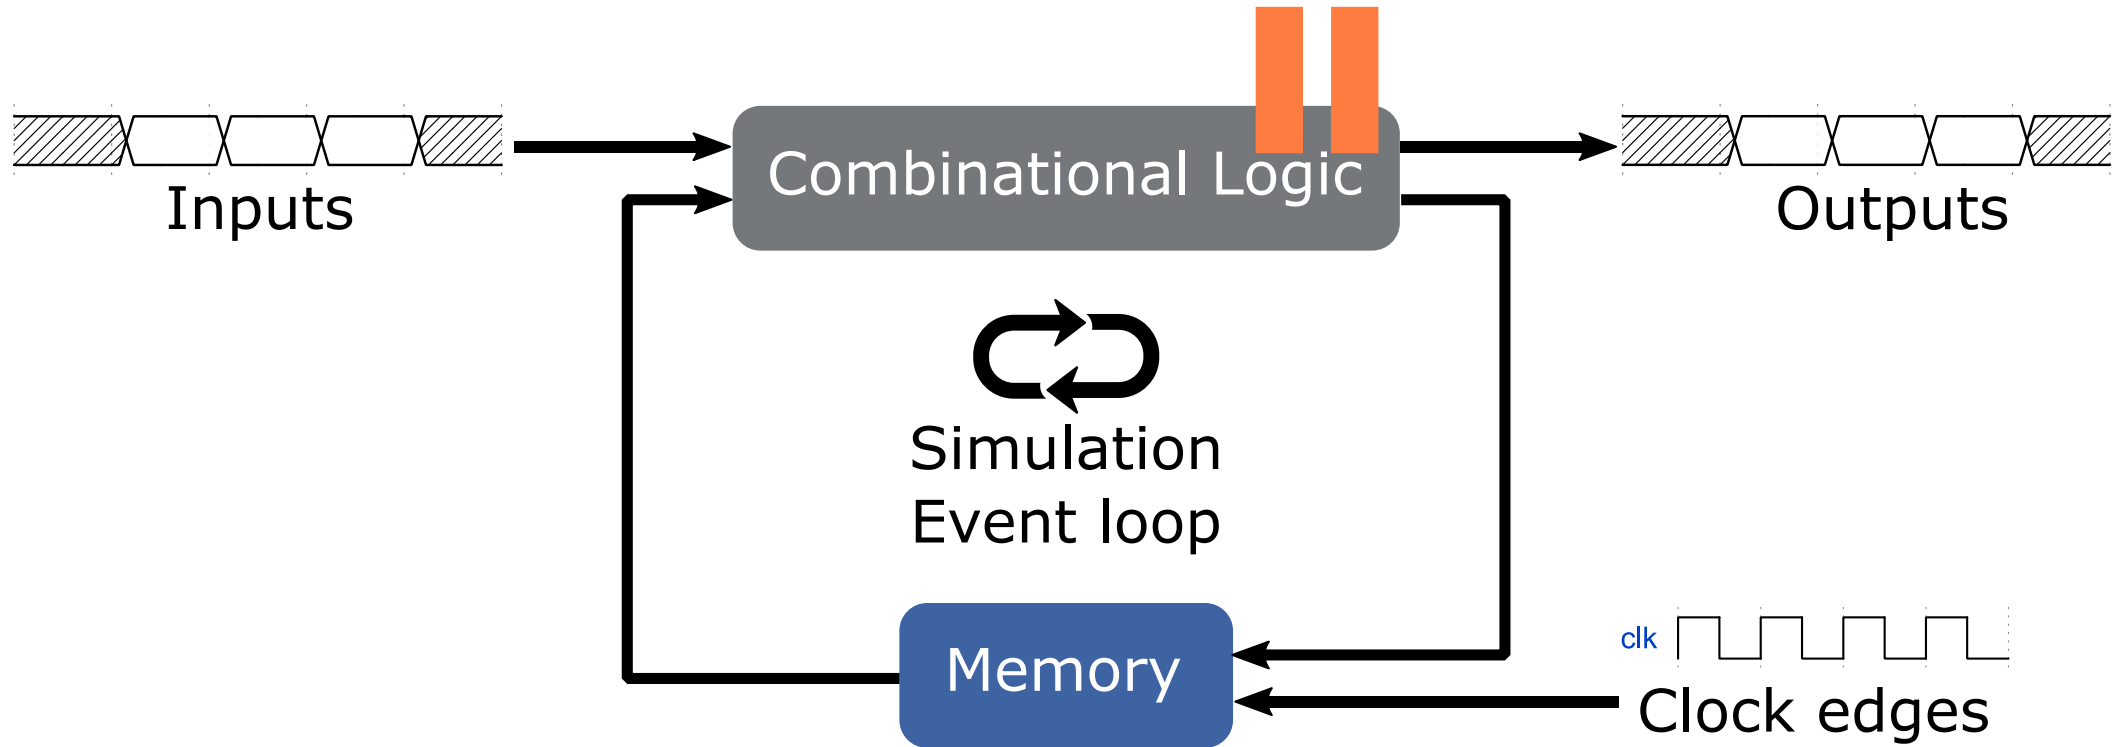 Combinational Logic
Inputs
Outputs
Simulation
Event loop
clk
Memory
Clock edges